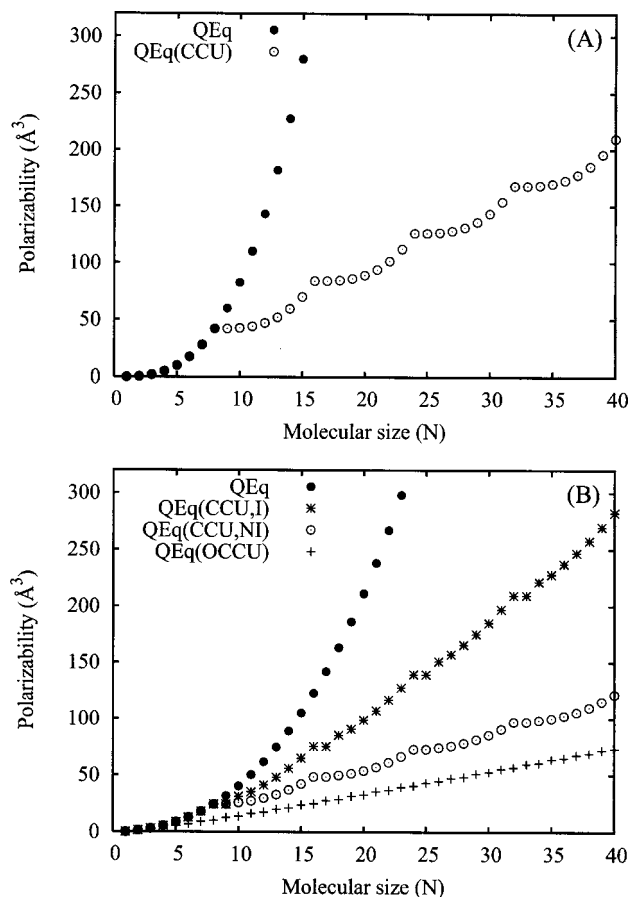 (A)
QEq
QEq(CCU)
300
250
200
150
100
50
0
Polarizability (Å³)
0 5 10 15 20 25 30 35 40
Molecular size (N)
(B)
QEq
QEq(CCU,I)
QEq(CCU,NI)
QEq(OCCU)
300
250
200
150
100
50
0
Polarizability (Å³)
0 5 10 15 20 25 30 35 40
Molecular size (N)